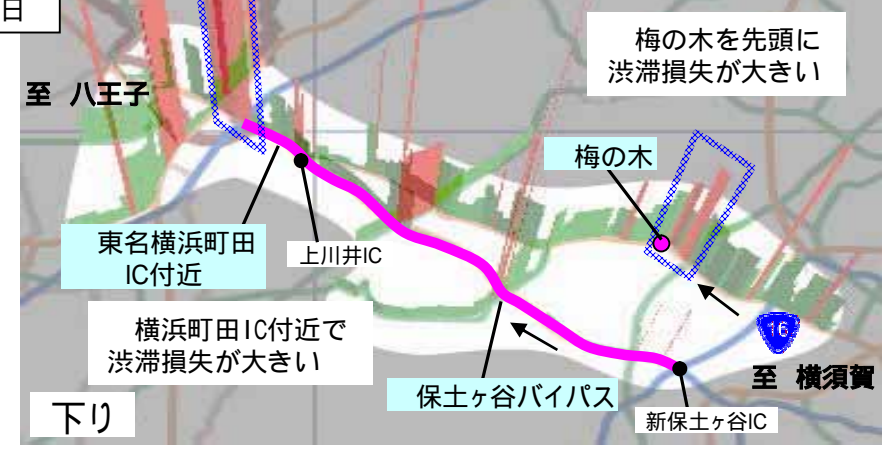 日
梅の木を先頭に
渋滞損失が大きい
至 八王子
梅の木
東名横浜町田
IC付近
上川井IC
横浜町田IC付近で
渋滞損失が大きい
16
至 横須賀
保土ヶ谷バイパス
新保土ヶ谷IC
下り